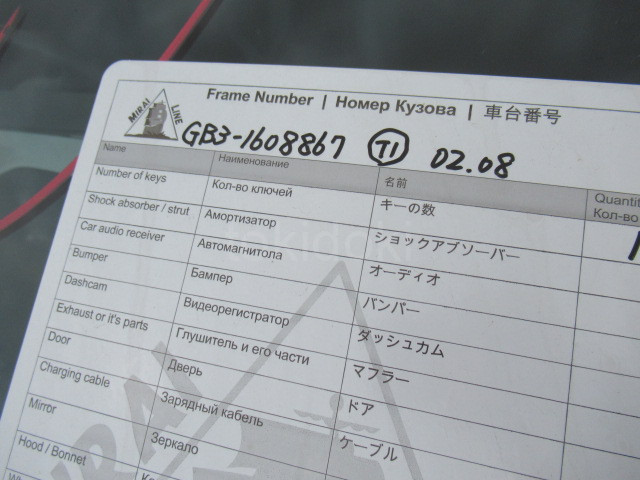 Frame Number | Номер Кузова | 車台番号
MIRAI LINE
GB3-1608867 T1 02.08
Name Наименование 名前 Quantit Кол-во
Number of keys Кол-во ключей キーの数
Shock absorber / strut Амортизатор ショックアブソーバー
Car audio receiver Автомагнитола オーディオ
Bumper Бампер バンパー
Dashcam Видеорегистратор ダッシュカム
Exhaust or it's parts Глушитель и его части マフラー
Door Дверь ドア
Charging cable Зарядный кабель ケーブル
Mirror Зеркало
Hood / Bonnet